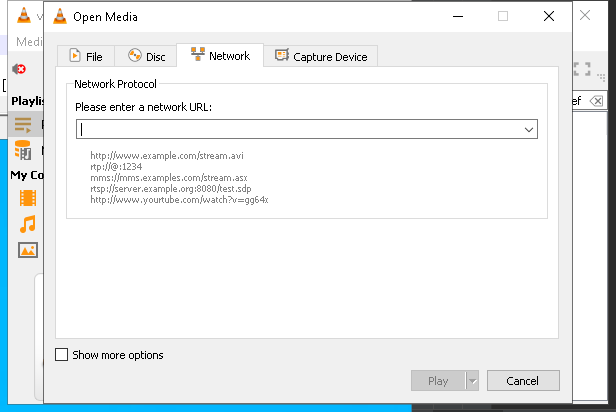 Open Media
Medi
File
Disc
Network
Capture Device
Network Protocol
Please enter a network URL:
http://www.example.com/stream.avi
rtp://@:1234
mms://mms.examples.com/stream.asx
rtsp://server.example.org:8080/test.sdp
http://www.yourtube.com/watch?v=gg64x
Playlis
My Co
ef
Show more options
Play
Cancel